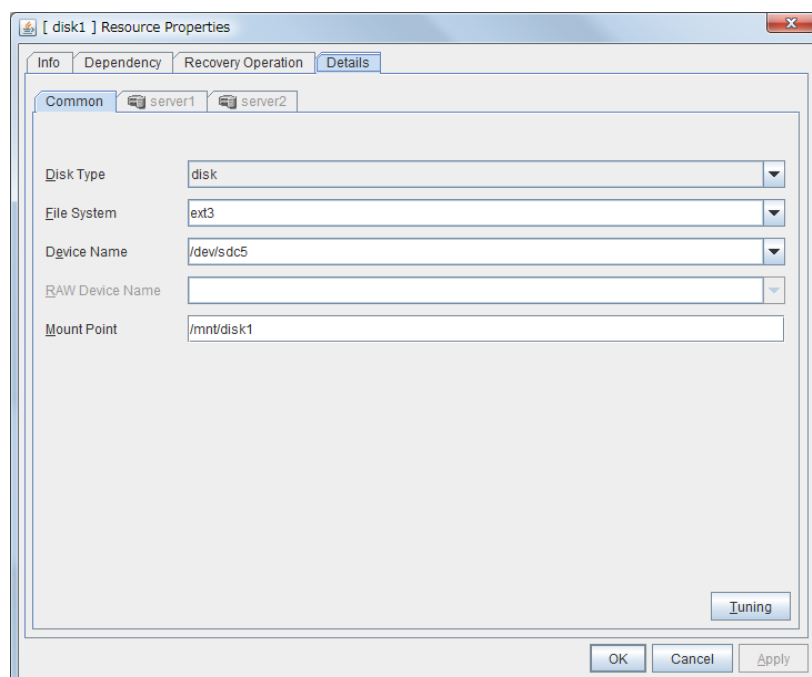 [ disk1 ] Resource Properties
Info Dependency Recovery Operation Details
Common server1 server2
Disk Type disk
File System ext3
Device Name /dev/sdc5
RAW Device Name
Mount Point /mnt/disk1
Tuning
OK Cancel Apply